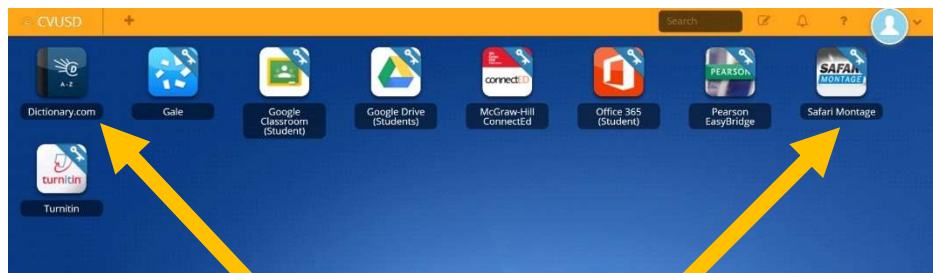 CVUSD +
Search ?
A-Z
PEARSON
connectED
SAFARI
MONTAGE
Dictionary.com
Gale
Google
Classroom
(Student)
Google Drive
(Students)
McGraw-Hill
ConnectEd
Office 365
(Student)
Pearson
EasyBridge
Safari Montage
turnitin
Turnitin